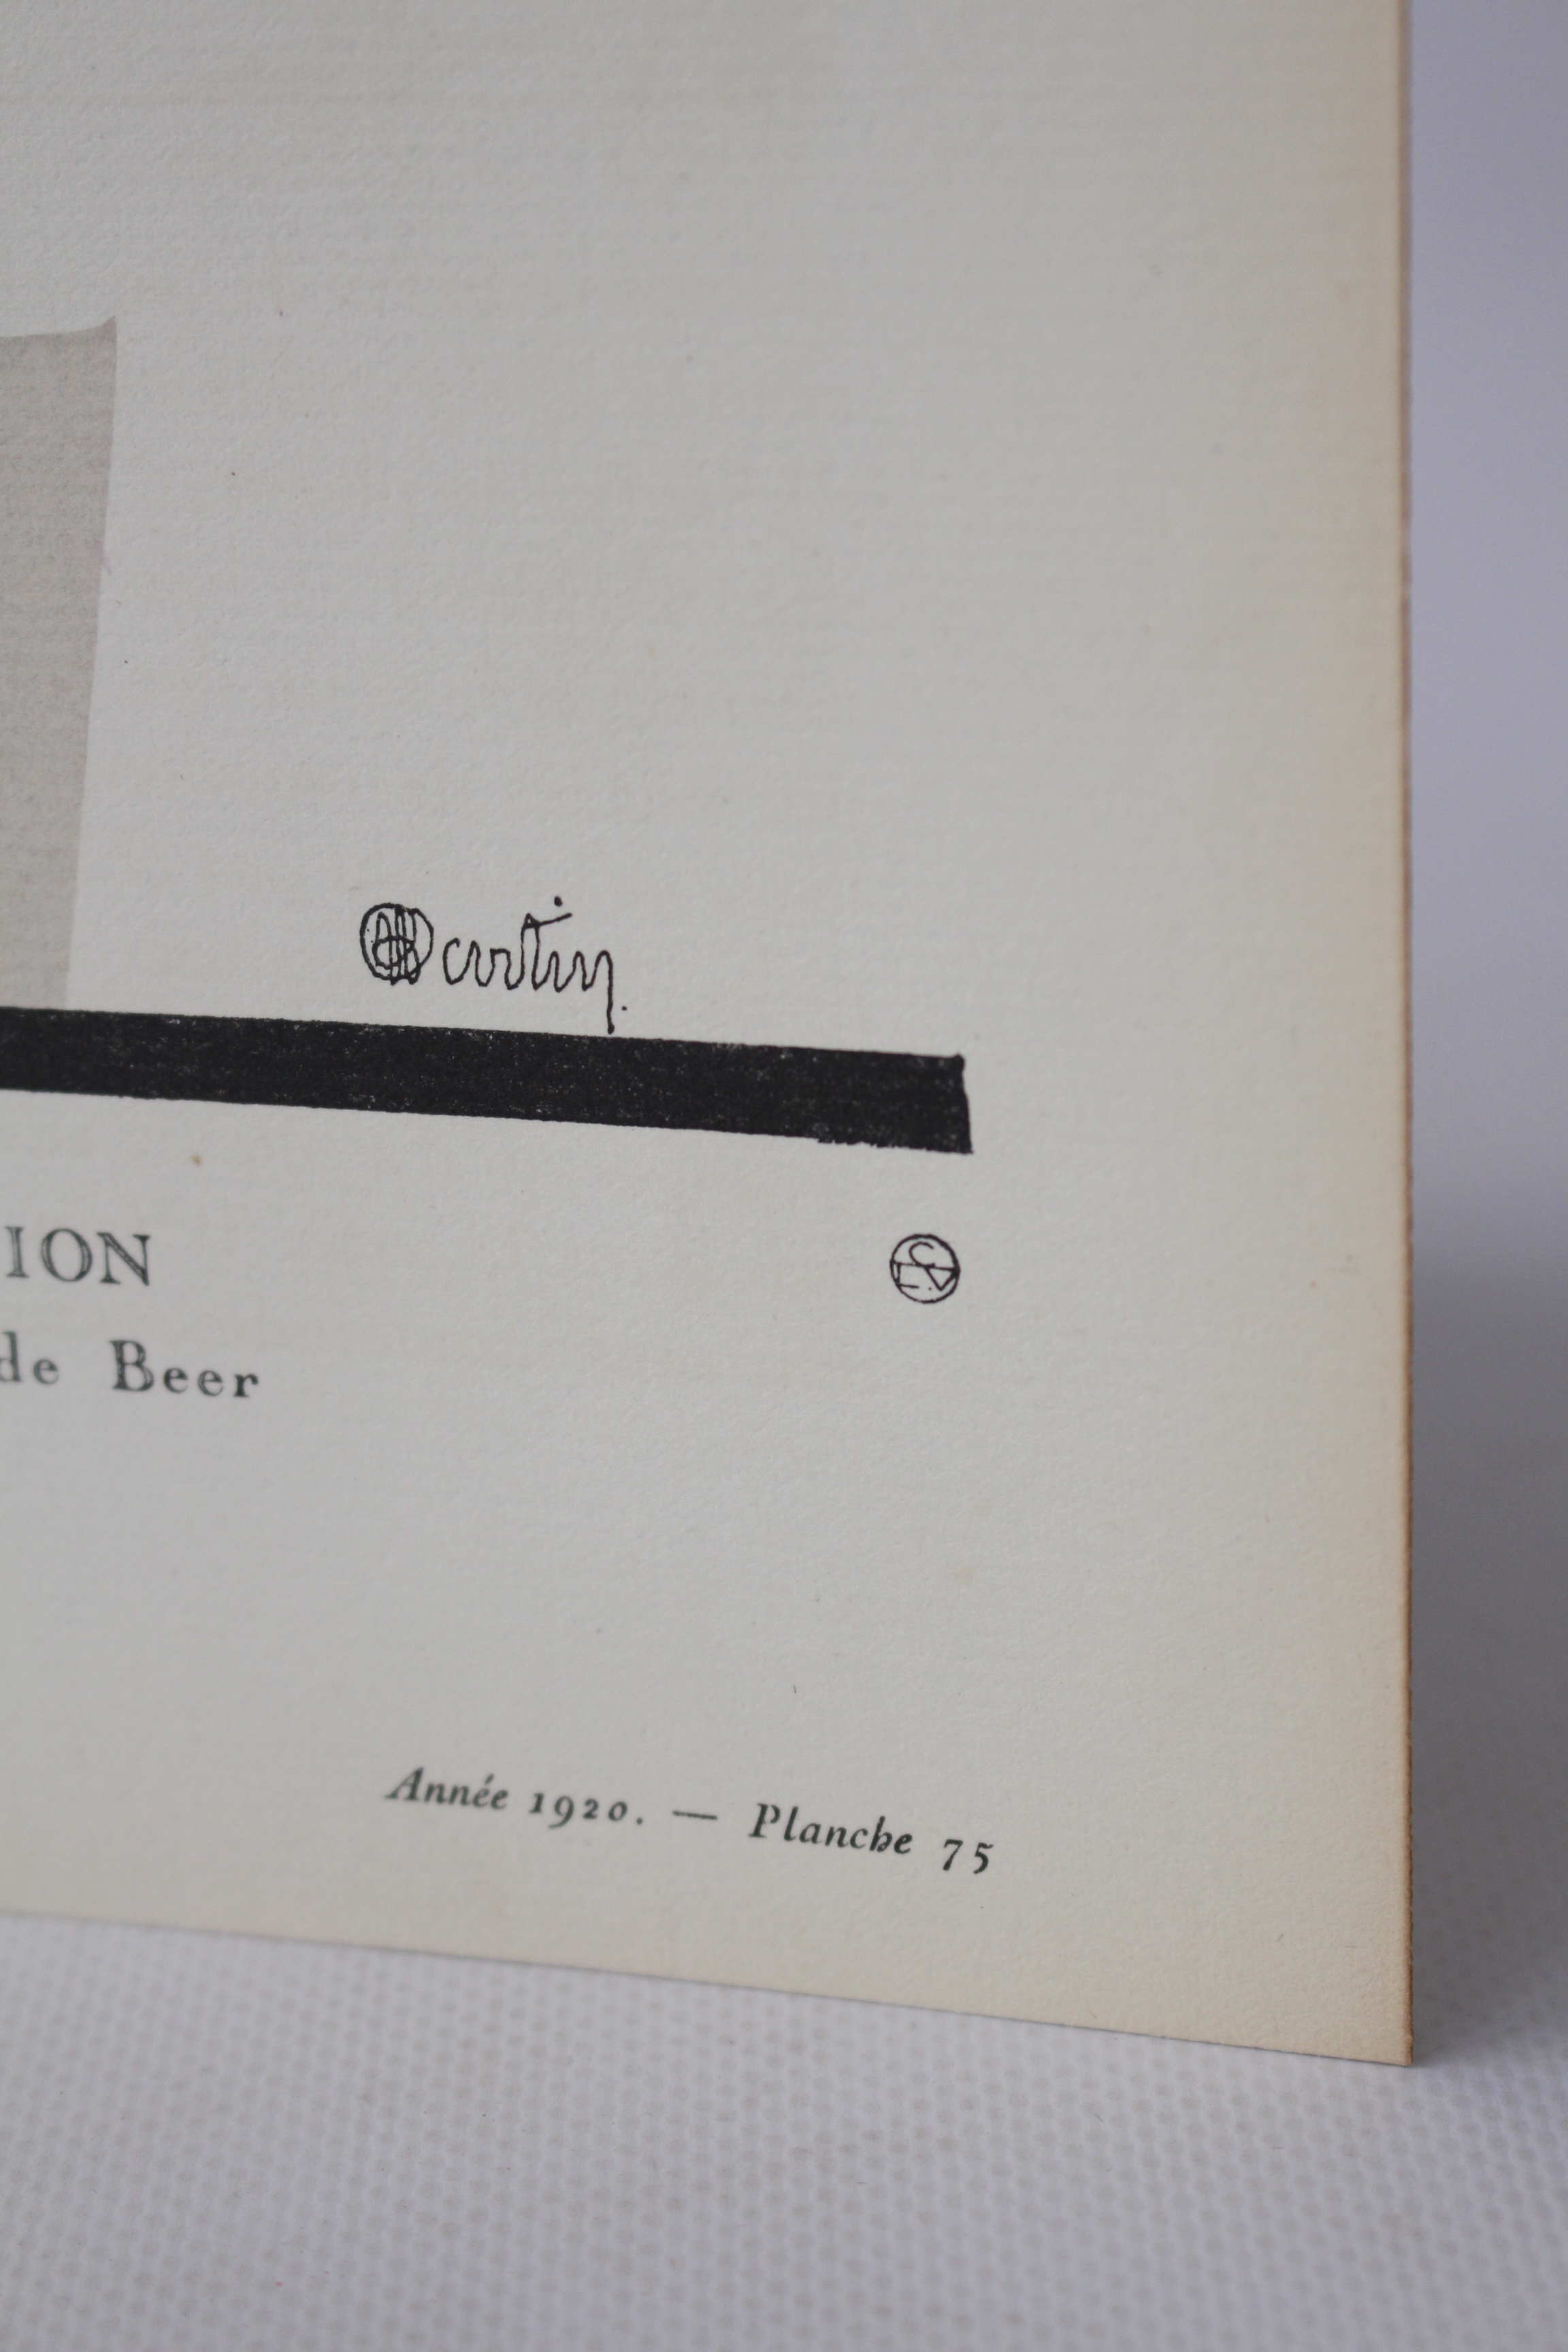 Martin.
ION
de Beer
Année 1920. — Planche 75